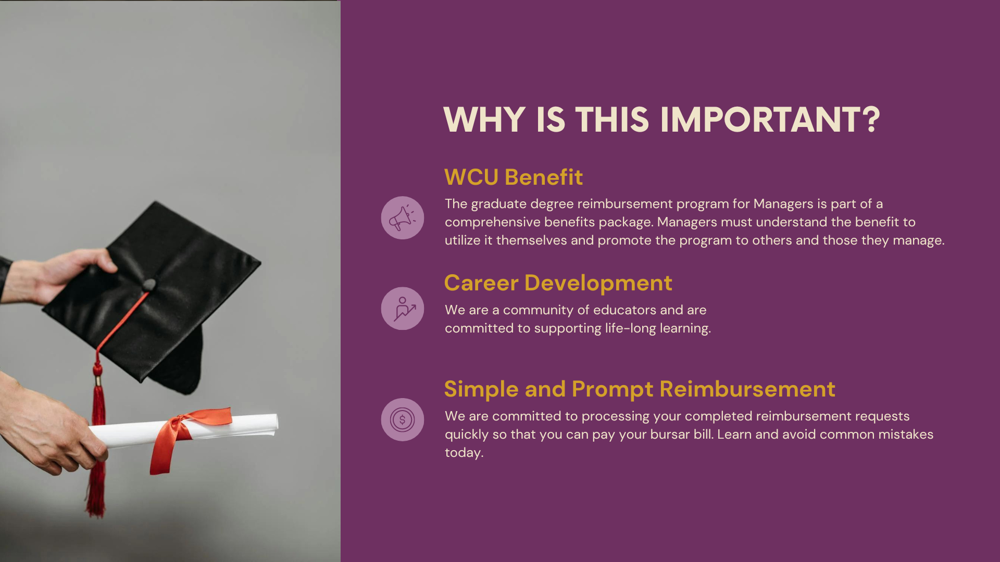 WHY IS THIS IMPORTANT?
WCU Benefit
The graduate degree reimbursement program for Managers is part of a
comprehensive benefits package. Managers must understand the benefit to
utilize it themselves and promote the program to others and those they manage.
Career Development
We are a community of educators and are
committed to supporting life-long learning.
Simple and Prompt Reimbursement
We are committed to processing your completed reimbursement requests
quickly so that you can pay your bursar bill. Learn and avoid common mistakes
today.
$